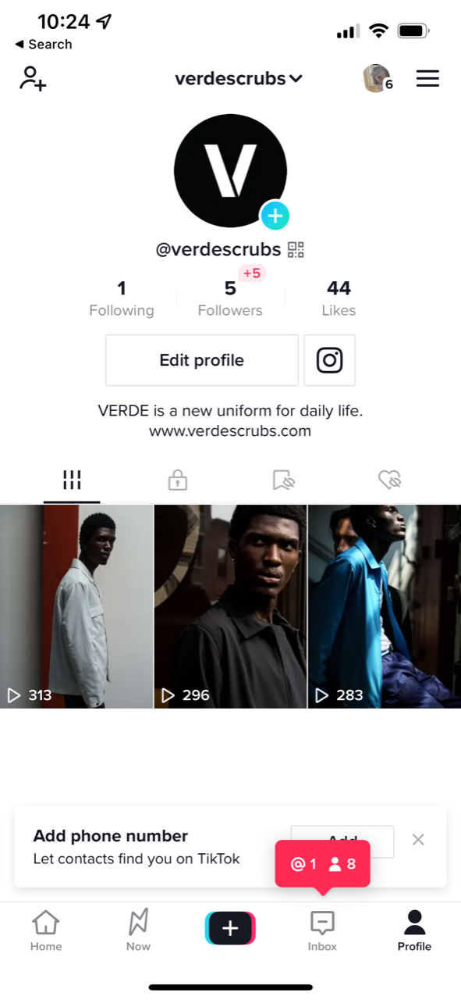 10:24
◀ Search
verdescrubs
6
V
@verdescrubs
+5
1 5 44
Following Followers Likes
Edit profile
VERDE is a new uniform for daily life.
www.verdescrubs.com
313 296 283
Add phone number
Add
Let contacts find you on TikTok
@ 1 8
Home Now Inbox Profile